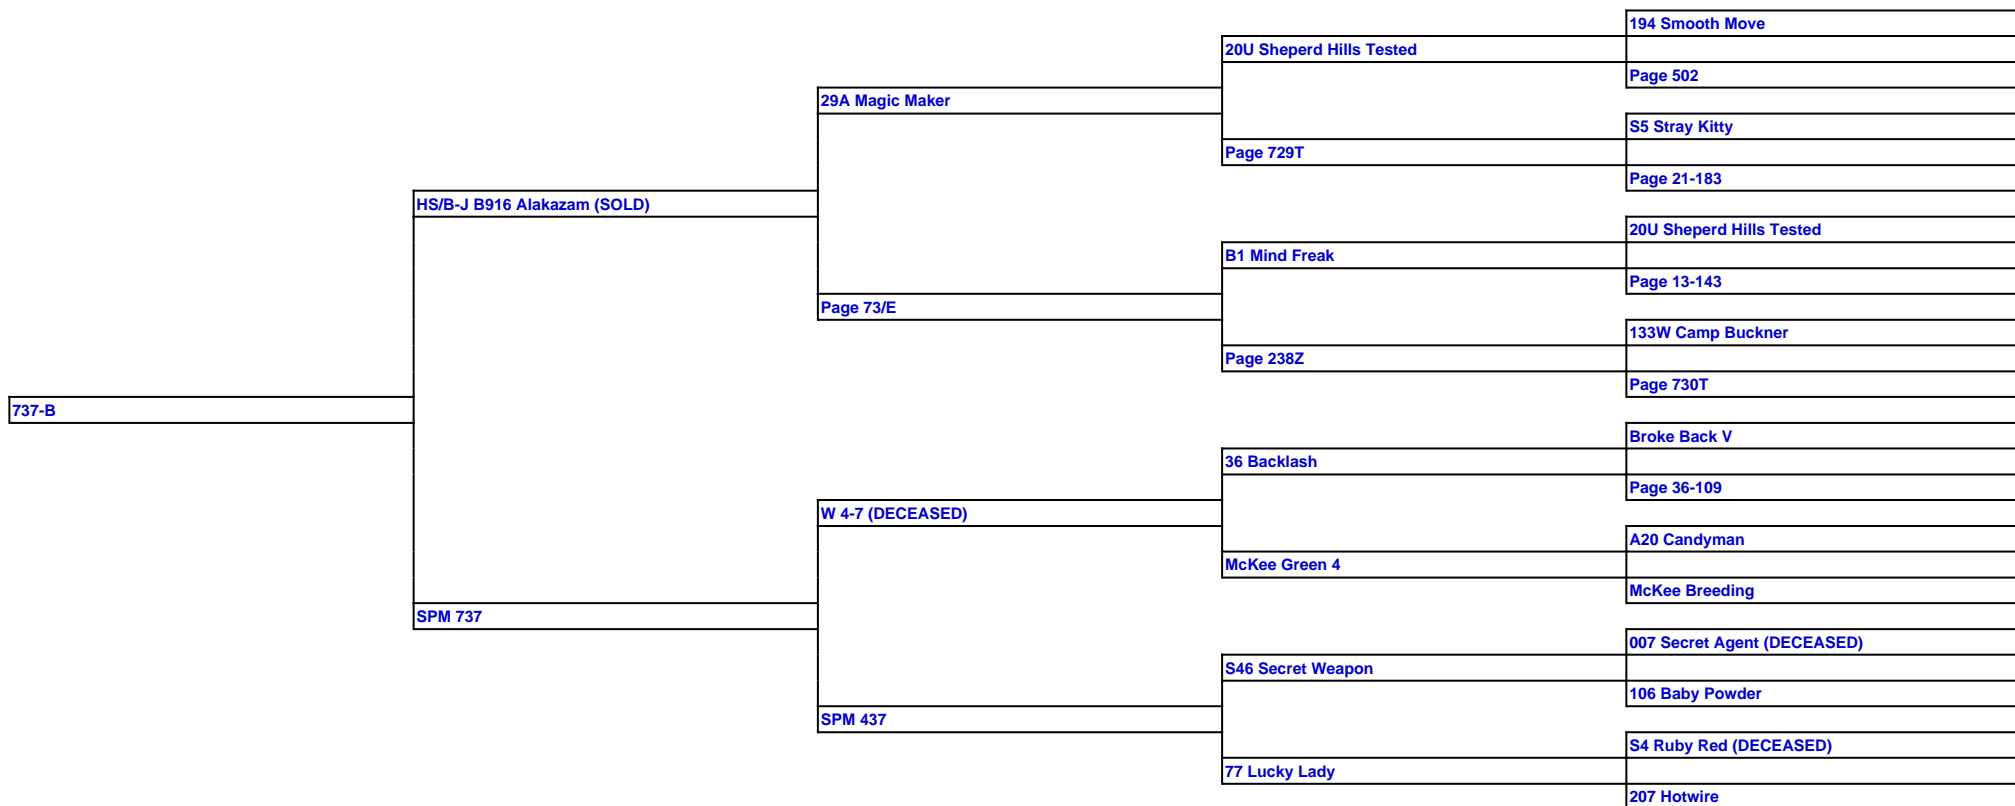 194 Smooth Move
20U Sheperd Hills Tested
Page 502
29A Magic Maker
S5 Stray Kitty
Page 729T
Page 21-183
HS/B-J B916 Alakazam (SOLD)
20U Sheperd Hills Tested
B1 Mind Freak
Page 13-143
Page 73/E
133W Camp Buckner
Page 238Z
Page 730T
737-B
Broke Back V
36 Backlash
Page 36-109
W 4-7 (DECEASED)
A20 Candyman
McKee Green 4
McKee Breeding
SPM 737
007 Secret Agent (DECEASED)
S46 Secret Weapon
106 Baby Powder
SPM 437
S4 Ruby Red (DECEASED)
77 Lucky Lady
207 Hotwire